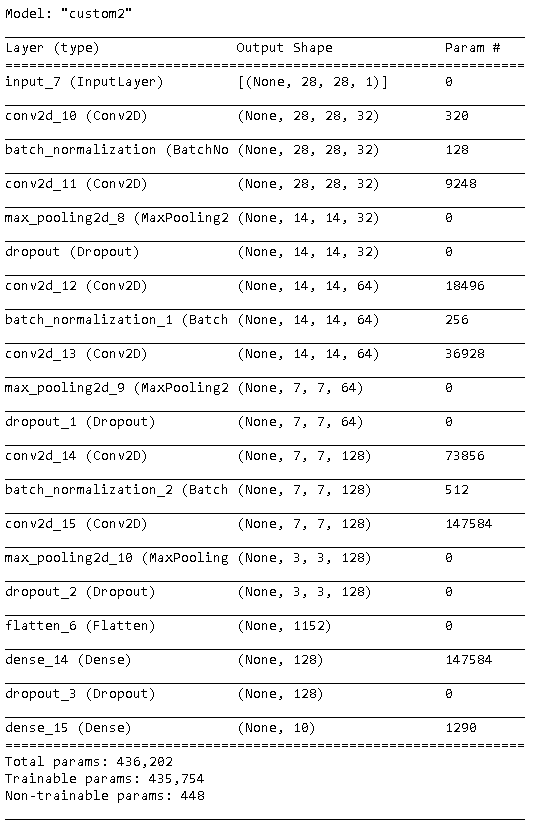 Model: "custom2"
Layer (type) Output Shape Param #
input_7 (InputLayer) [(None, 28, 28, 1)] 0
conv2d_10 (Conv2D) (None, 28, 28, 32) 320
batch_normalization (BatchNo (None, 28, 28, 32) 128
conv2d_11 (Conv2D) (None, 28, 28, 32) 9248
max_pooling2d_8 (MaxPooling2 (None, 14, 14, 32) 0
dropout (Dropout) (None, 14, 14, 32) 0
conv2d_12 (Conv2D) (None, 14, 14, 64) 18496
batch_normalization_1 (Batch (None, 14, 14, 64) 256
conv2d_13 (Conv2D) (None, 14, 14, 64) 36928
max_pooling2d_9 (MaxPooling2 (None, 7, 7, 64) 0
dropout_1 (Dropout) (None, 7, 7, 64) 0
conv2d_14 (Conv2D) (None, 7, 7, 128) 73856
batch_normalization_2 (Batch (None, 7, 7, 128) 512
conv2d_15 (Conv2D) (None, 7, 7, 128) 147584
max_pooling2d_10 (MaxPooling (None, 3, 3, 128) 0
dropout_2 (Dropout) (None, 3, 3, 128) 0
flatten_6 (Flatten) (None, 1152) 0
dense_14 (Dense) (None, 128) 147584
dropout_3 (Dropout) (None, 128) 0
dense_15 (Dense) (None, 10) 1290
Total params: 436,202
Trainable params: 435,754
Non-trainable params: 448